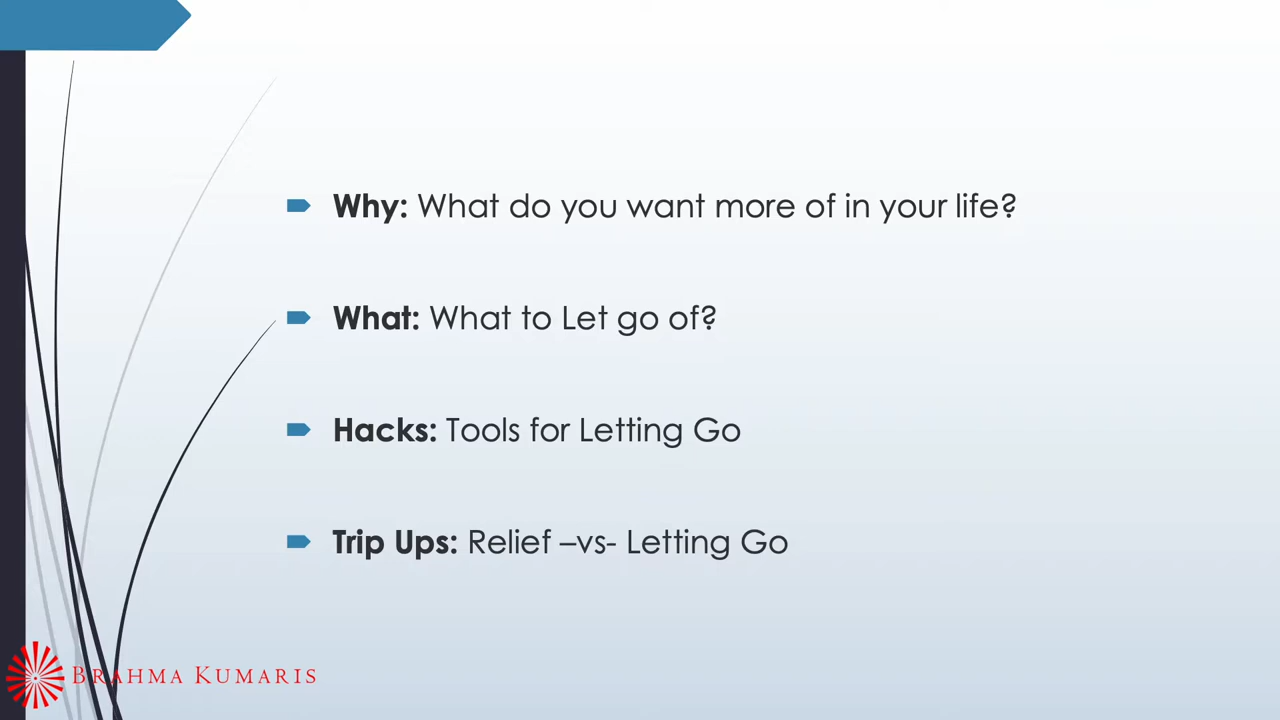 Why: What do you want more of in your life?
What: What to Let go of?
Hacks: Tools for Letting Go
Trip Ups: Relief –vs- Letting Go
BRAHMA KUMARIS